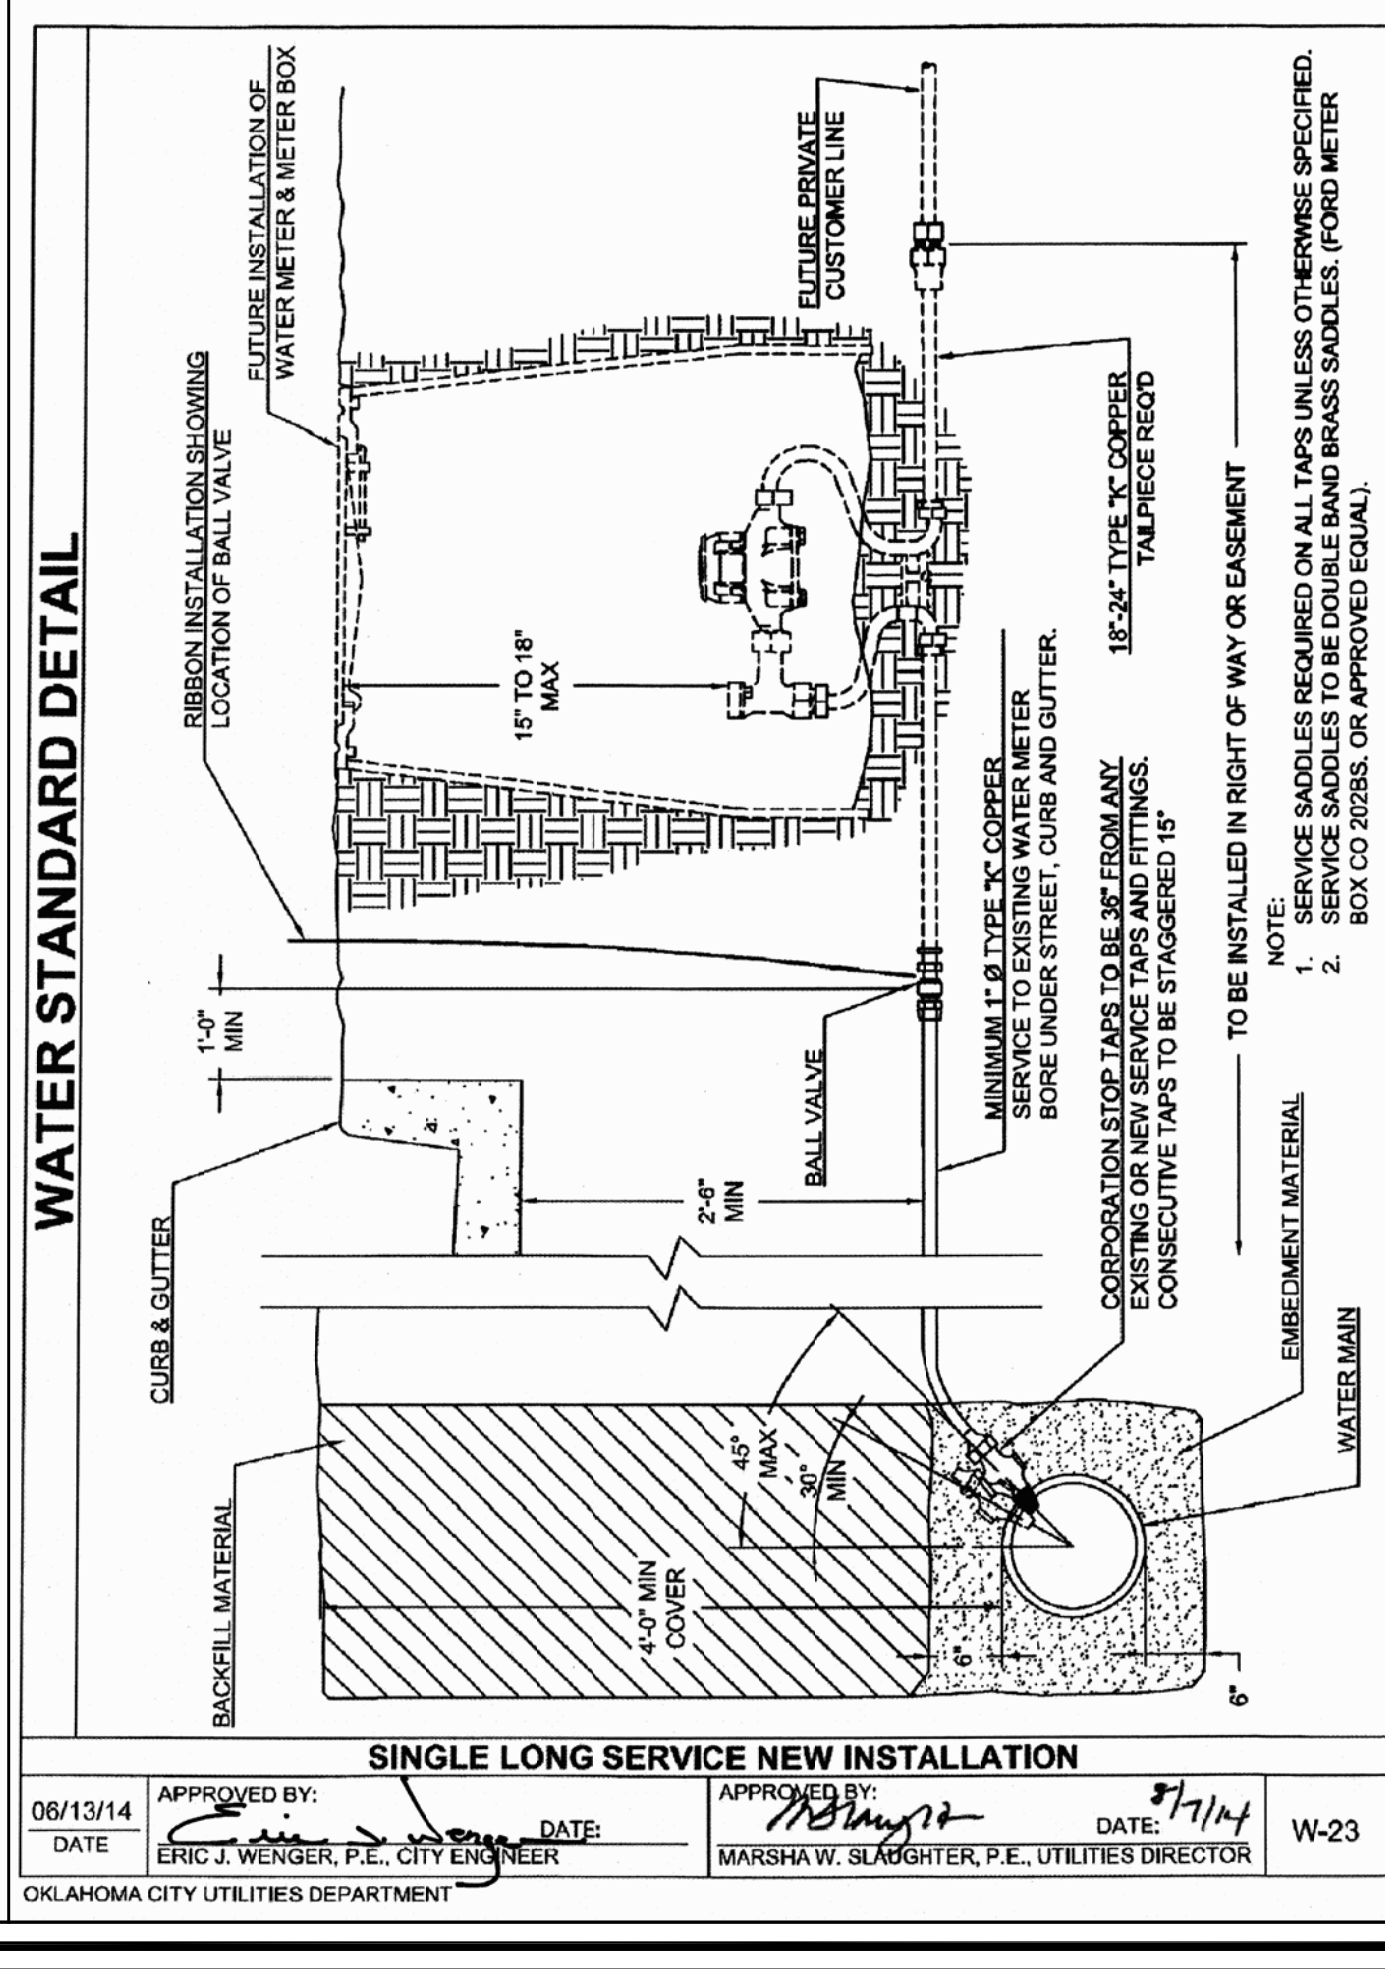 WATER STANDARD DETAIL
CURB & GUTTER
1'-0"
MIN
RIBBON INSTALLATION SHOWING
LOCATION OF BALL VALVE
FUTURE INSTALLATION OF
WATER METER & METER BOX
BACKFILL MATERIAL
4'-0" MIN
COVER
45°
MAX
30°
MIN
2'-6"
MIN
BALL VALVE
15" TO 18"
MAX
FUTURE PRIVATE
CUSTOMER LINE
6"
6"
MINIMUM 1" Ø TYPE "K" COPPER
SERVICE TO EXISTING WATER METER
BORE UNDER STREET, CURB AND GUTTER.
18"-24" TYPE "K" COPPER
TAILPIECE REQ'D
CORPORATION STOP TAPS TO BE 36" FROM ANY
EXISTING OR NEW SERVICE TAPS AND FITTINGS.
CONSECUTIVE TAPS TO BE STAGGERED 15°
TO BE INSTALLED IN RIGHT OF WAY OR EASEMENT
EMBEDMENT MATERIAL
WATER MAIN
NOTE:
1. SERVICE SADDLES REQUIRED ON ALL TAPS UNLESS OTHERWISE SPECIFIED.
2. SERVICE SADDLES TO BE DOUBLE BAND BRASS SADDLES. (FORD METER
BOX CO 202BS. OR APPROVED EQUAL).
SINGLE LONG SERVICE NEW INSTALLATION
06/13/14
DATE
APPROVED BY:
Eric J. Wenger
DATE:
ERIC J. WENGER, P.E., CITY ENGINEER
APPROVED BY:
DATE: 8/7/14
MARSHA W. SLAUGHTER, P.E., UTILITIES DIRECTOR
W-23
OKLAHOMA CITY UTILITIES DEPARTMENT